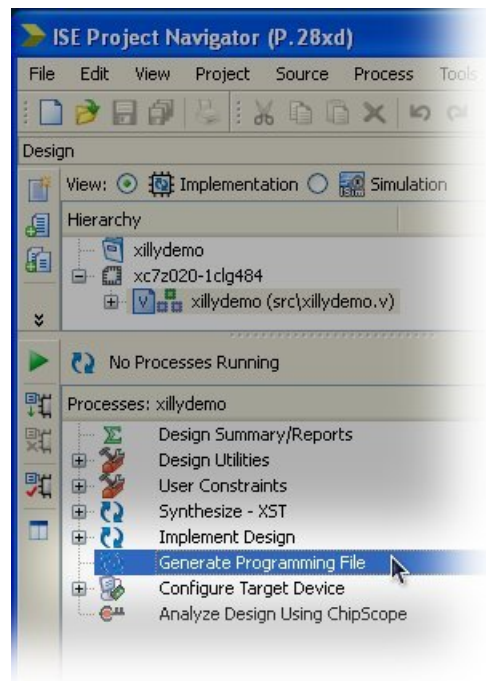 ISE Project Navigator (P.28xd)
File Edit View Project Source Process Tools
Design
View: Implementation Simulation
Hierarchy
xillydemo
xc7z020-1clg484
V xillydemo (src\xillydemo.v)
No Processes Running
Processes: xillydemo
Design Summary/Reports
Design Utilities
User Constraints
Synthesize - XST
Implement Design
Generate Programming File
Configure Target Device
Analyze Design Using ChipScope